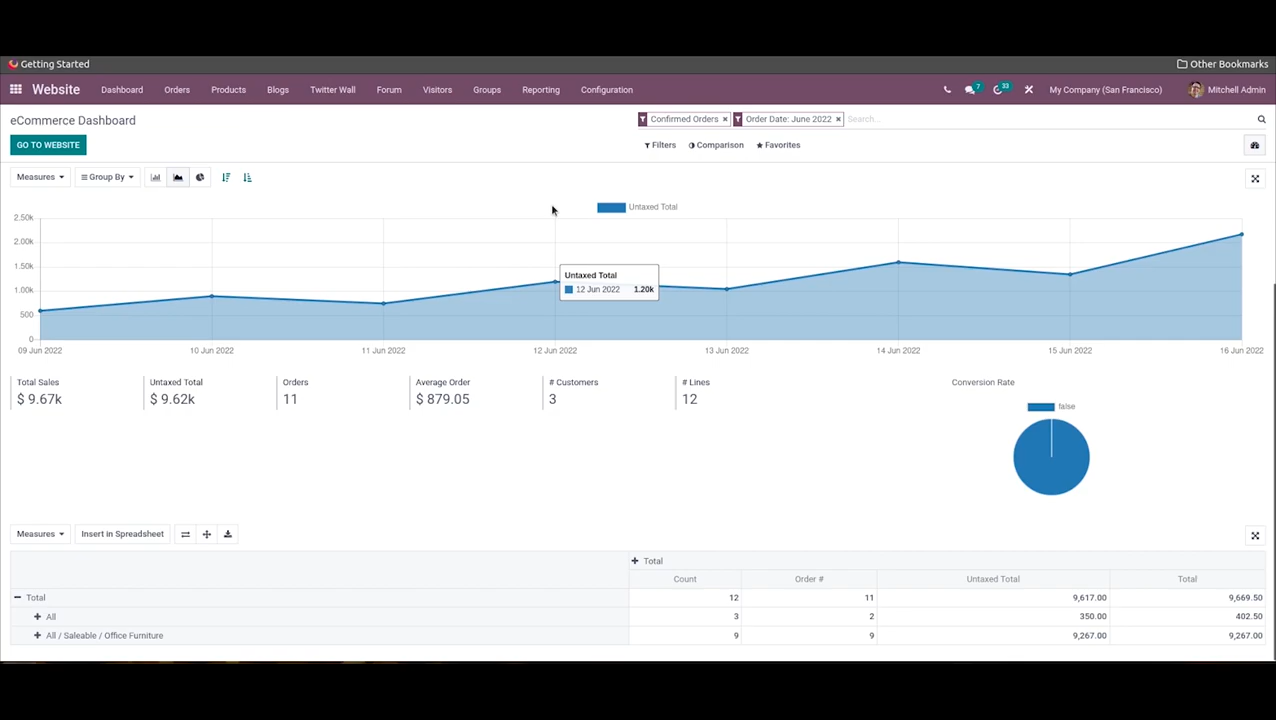 Getting Started Other Bookmarks
Website Dashboard Orders Products Blogs Twitter Wall Forum Visitors Groups Reporting Configuration 7 33 My Company (San Francisco) Mitchell Admin
eCommerce Dashboard Confirmed Orders × Order Date: June 2022 × Search...
GO TO WEBSITE Filters Comparison Favorites
Measures Group By
Untaxed Total
2.50k
2.00k
1.50k
1.00k
500
0
Untaxed Total
12 Jun 2022 1.20k
09 Jun 2022 10 Jun 2022 11 Jun 2022 12 Jun 2022 13 Jun 2022 14 Jun 2022 15 Jun 2022 16 Jun 2022
Total Sales Untaxed Total Orders Average Order # Customers # Lines Conversion Rate
$ 9.67k $ 9.62k 11 $ 879.05 3 12
false
Measures Insert in Spreadsheet
Total
Count Order # Untaxed Total Total
Total 12 11 9,617.00 9,669.50
All 3 2 350.00 402.50
All / Saleable / Office Furniture 9 9 9,267.00 9,267.00